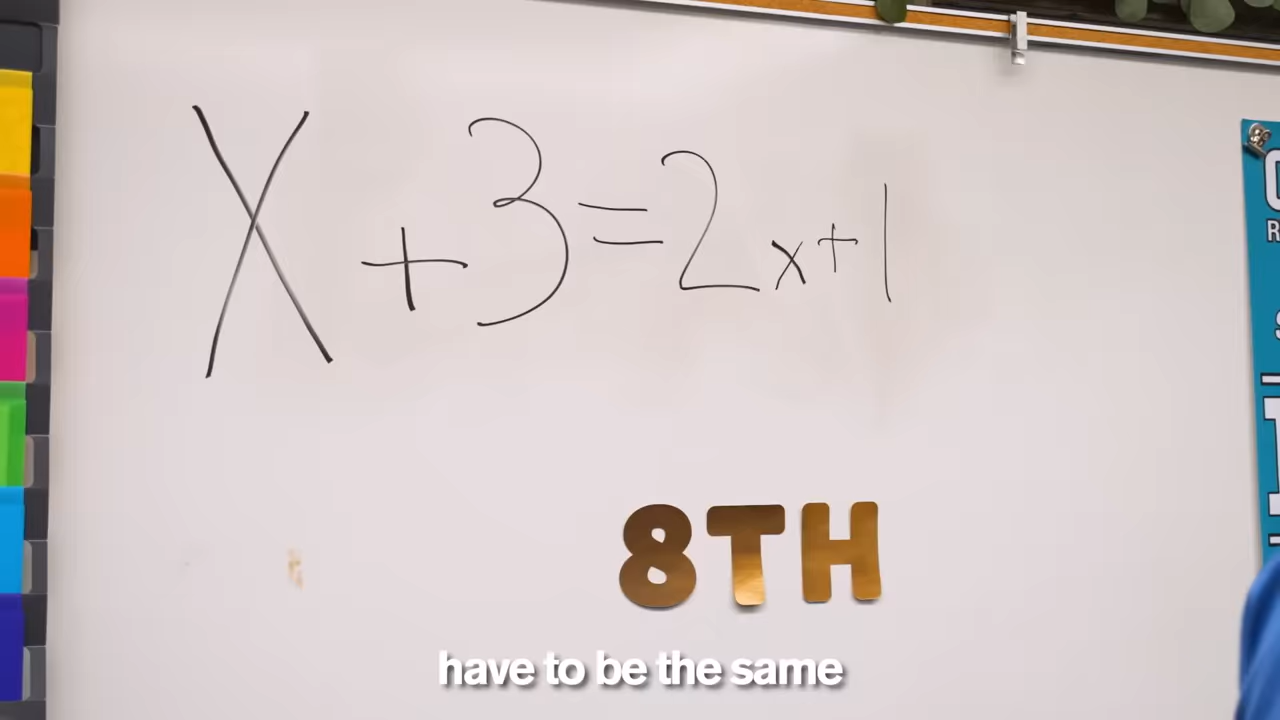 X + 3 = 2x + 1
8TH
have to be the same